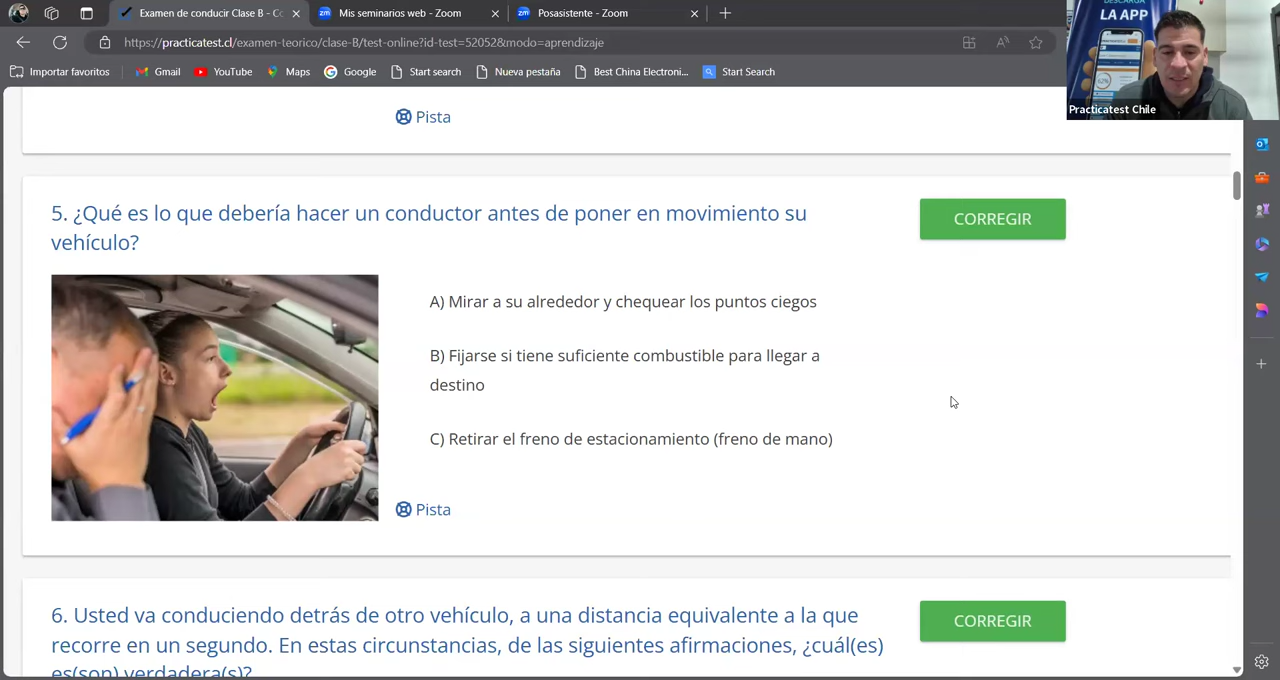 Examen de conducir Clase B - Cc
Mis seminarios web - Zoom
Posasistente - Zoom
https://practicatest.cl/examen-teorico/clase-B/test-online?id-test=52052&modo=aprendizaje
Importar favoritos
Gmail
YouTube
Maps
Google
Start search
Nueva pestaña
Best China Electroni...
Start Search
DESCARGA
LA APP
Practicatest Chile
Pista
5. ¿Qué es lo que debería hacer un conductor antes de poner en movimiento su
vehículo?
CORREGIR
A) Mirar a su alrededor y chequear los puntos ciegos
B) Fijarse si tiene suficiente combustible para llegar a
destino
C) Retirar el freno de estacionamiento (freno de mano)
Pista
6. Usted va conduciendo detrás de otro vehículo, a una distancia equivalente a la que
recorre en un segundo. En estas circunstancias, de las siguientes afirmaciones, ¿cuál(es)
es(son) verdadera(s)?
CORREGIR